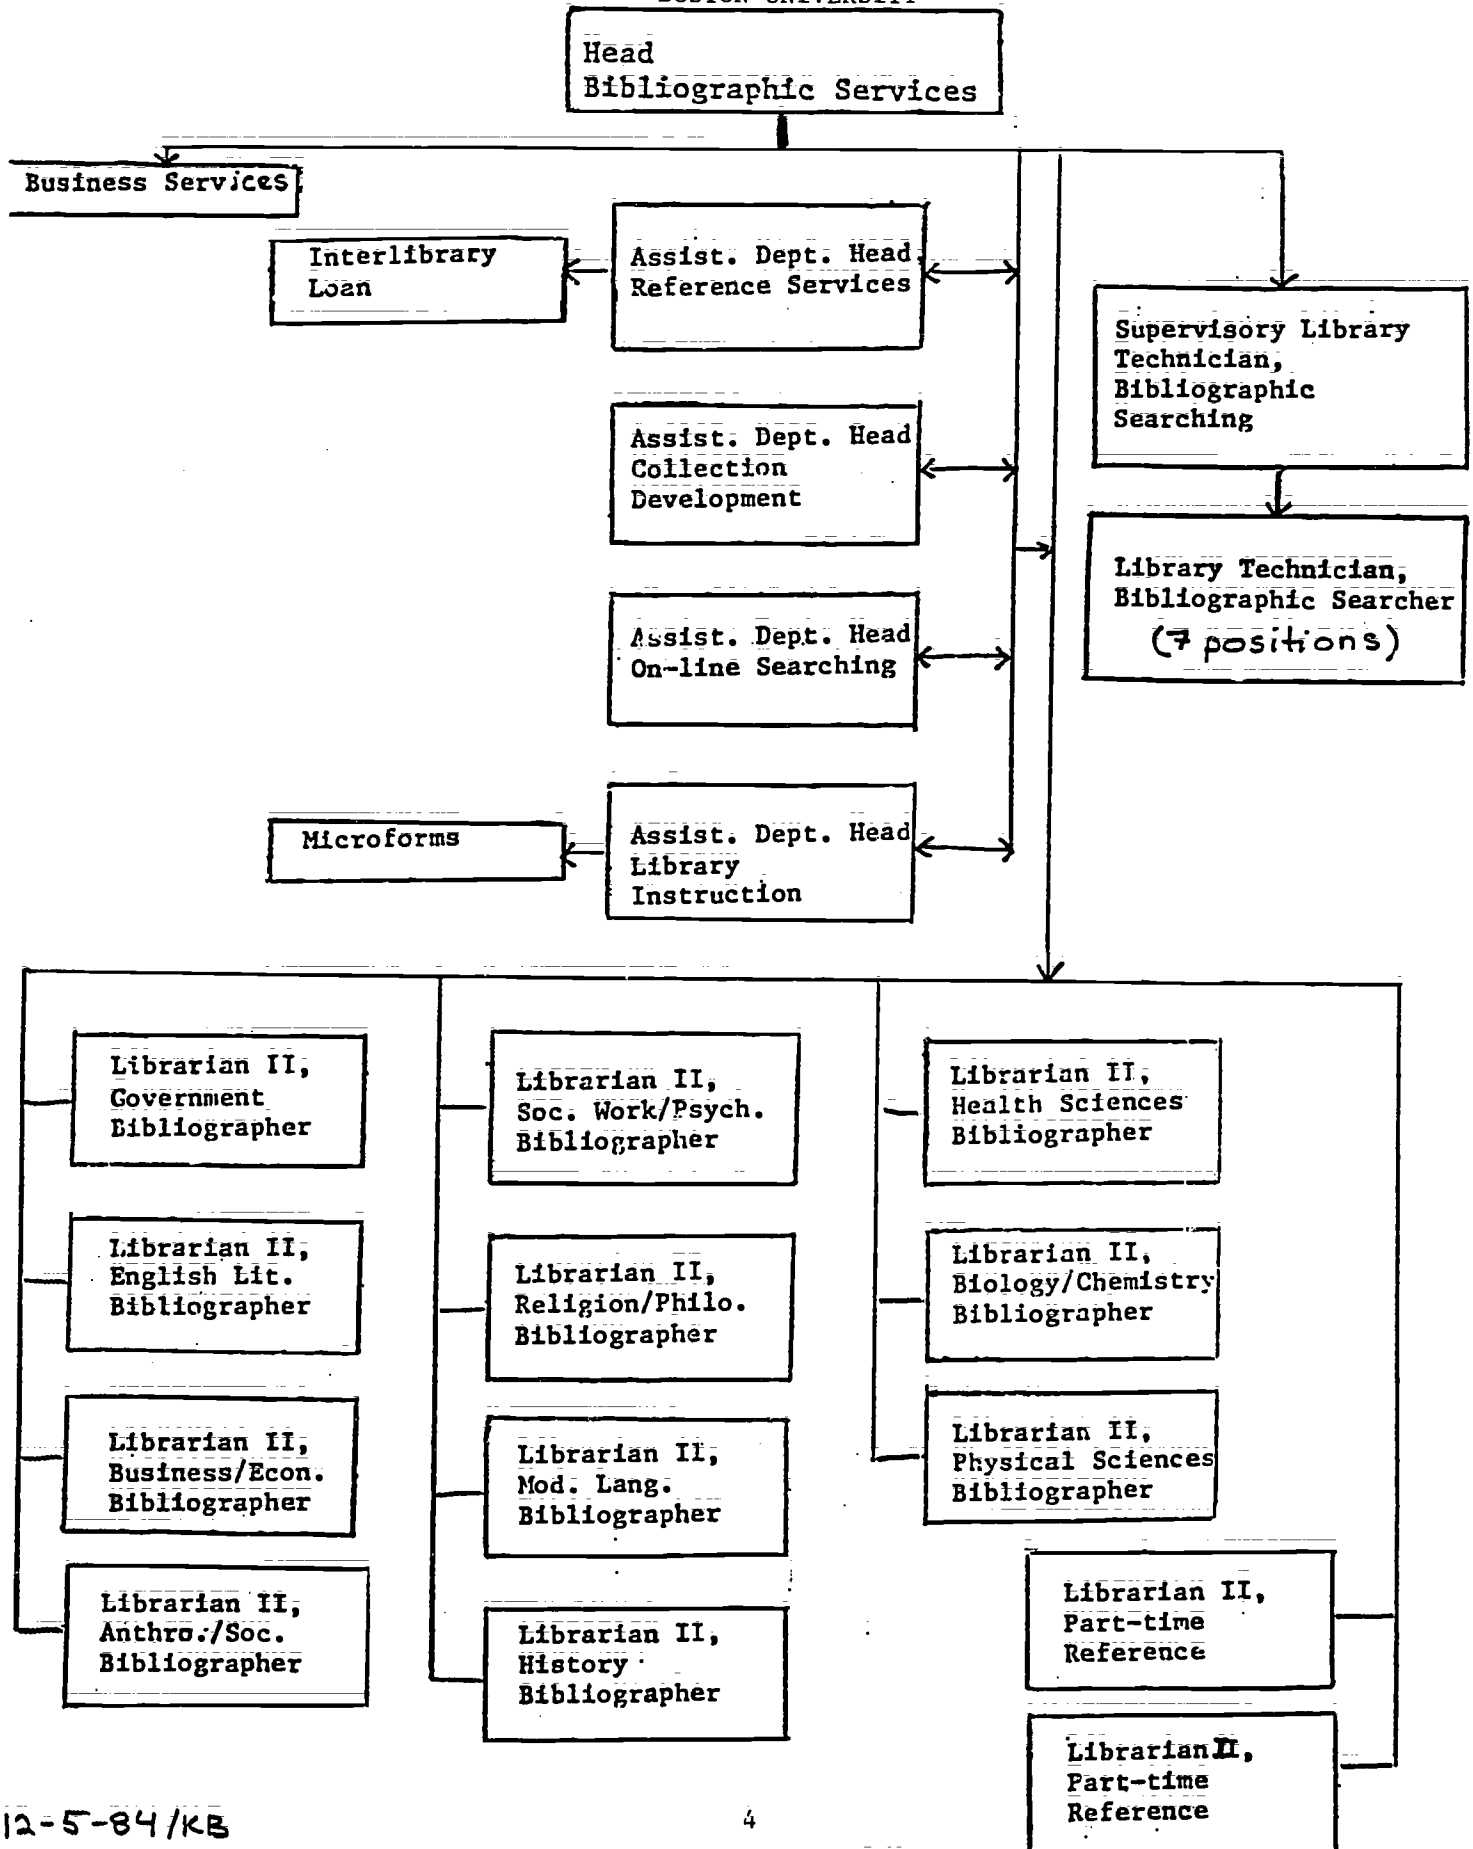 BOSTON UNIVERSITY
Head
Bibliographic Services
Business Services
Interlibrary
Loan
Assist. Dept. Head
Reference Services
Supervisory Library
Technician,
Bibliographic
Searching
Assist. Dept. Head
Collection
Development
Library Technician,
Bibliographic Searcher
(7 positions)
Assist. Dept. Head
On-line Searching
Microforms
Assist. Dept. Head
Library
Instruction
Librarian II,
Government
Bibliographer
Librarian II,
Soc. Work/Psych.
Bibliographer
Librarian II,
Health Sciences
Bibliographer
Librarian II,
English Lit.
Bibliographer
Librarian II,
Religion/Philo.
Bibliographer
Librarian II,
Biology/Chemistry
Bibliographer
Librarian II,
Business/Econ.
Bibliographer
Librarian II,
Mod. Lang.
Bibliographer
Librarian II,
Physical Sciences
Bibliographer
Librarian II,
Anthro./Soc.
Bibliographer
Librarian II,
History
Bibliographer
Librarian II,
Part-time
Reference
Librarian II,
Part-time
Reference
12-5-84/KB
4